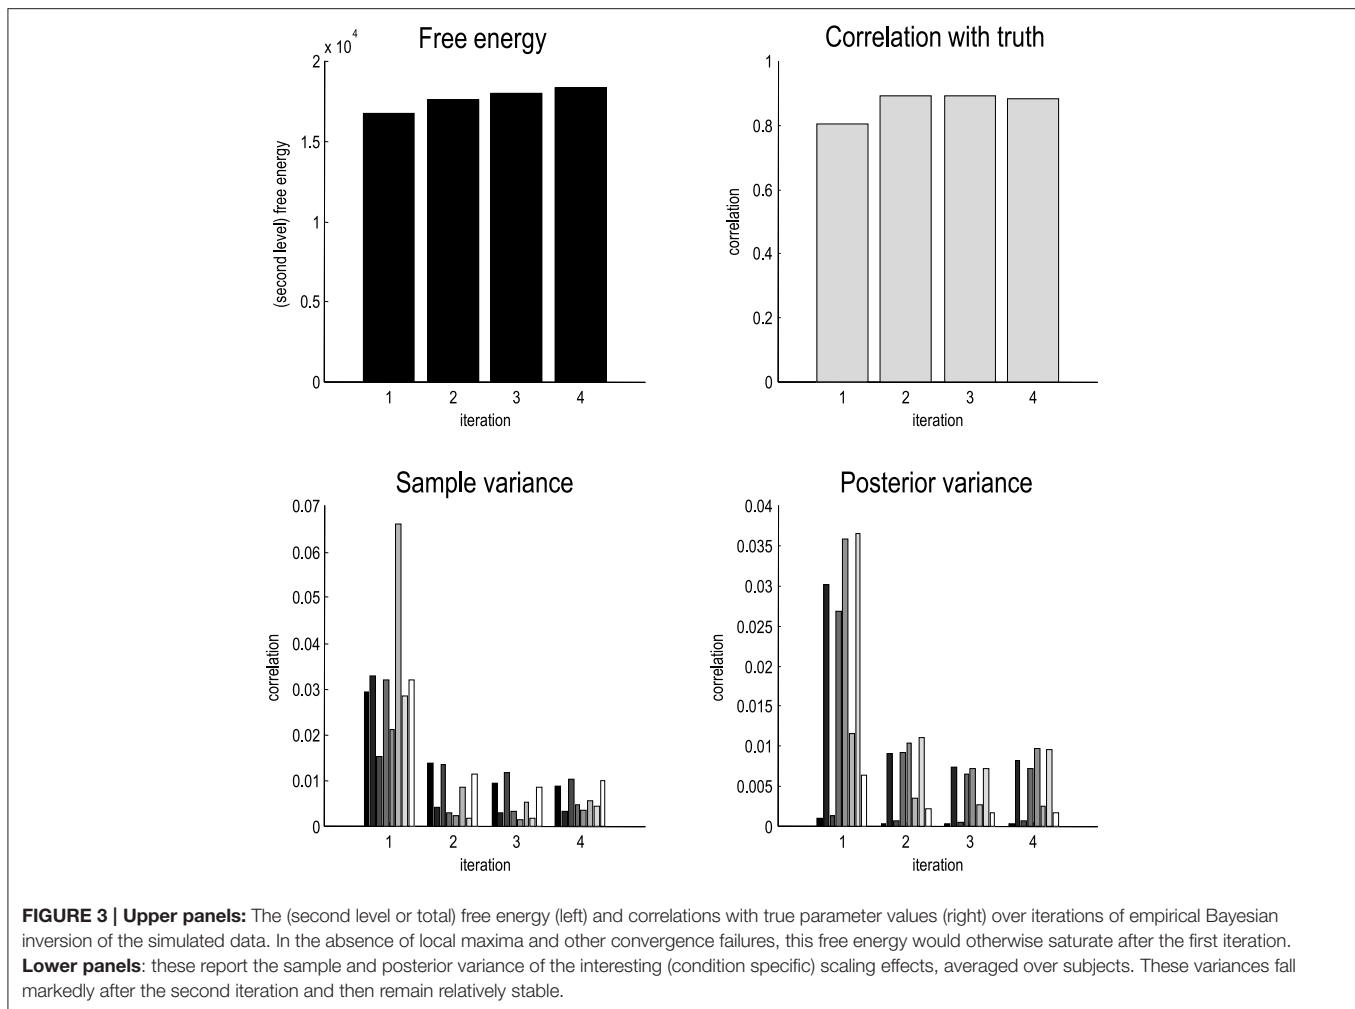 Free energy
x 10^4
2
1.5
1
0.5
0
(second level) free energy
1 2 3 4
iteration
Correlation with truth
1
0.8
0.6
0.4
0.2
0
correlation
1 2 3 4
iteration
Sample variance
0.07
0.06
0.05
0.04
0.03
0.02
0.01
0
correlation
1 2 3 4
iteration
Posterior variance
0.04
0.035
0.03
0.025
0.02
0.015
0.01
0.005
0
correlation
1 2 3 4
iteration
FIGURE 3 | Upper panels: The (second level or total) free energy (left) and correlations with true parameter values (right) over iterations of empirical Bayesian
inversion of the simulated data. In the absence of local maxima and other convergence failures, this free energy would otherwise saturate after the first iteration.
Lower panels: these report the sample and posterior variance of the interesting (condition specific) scaling effects, averaged over subjects. These variances fall
markedly after the second iteration and then remain relatively stable.